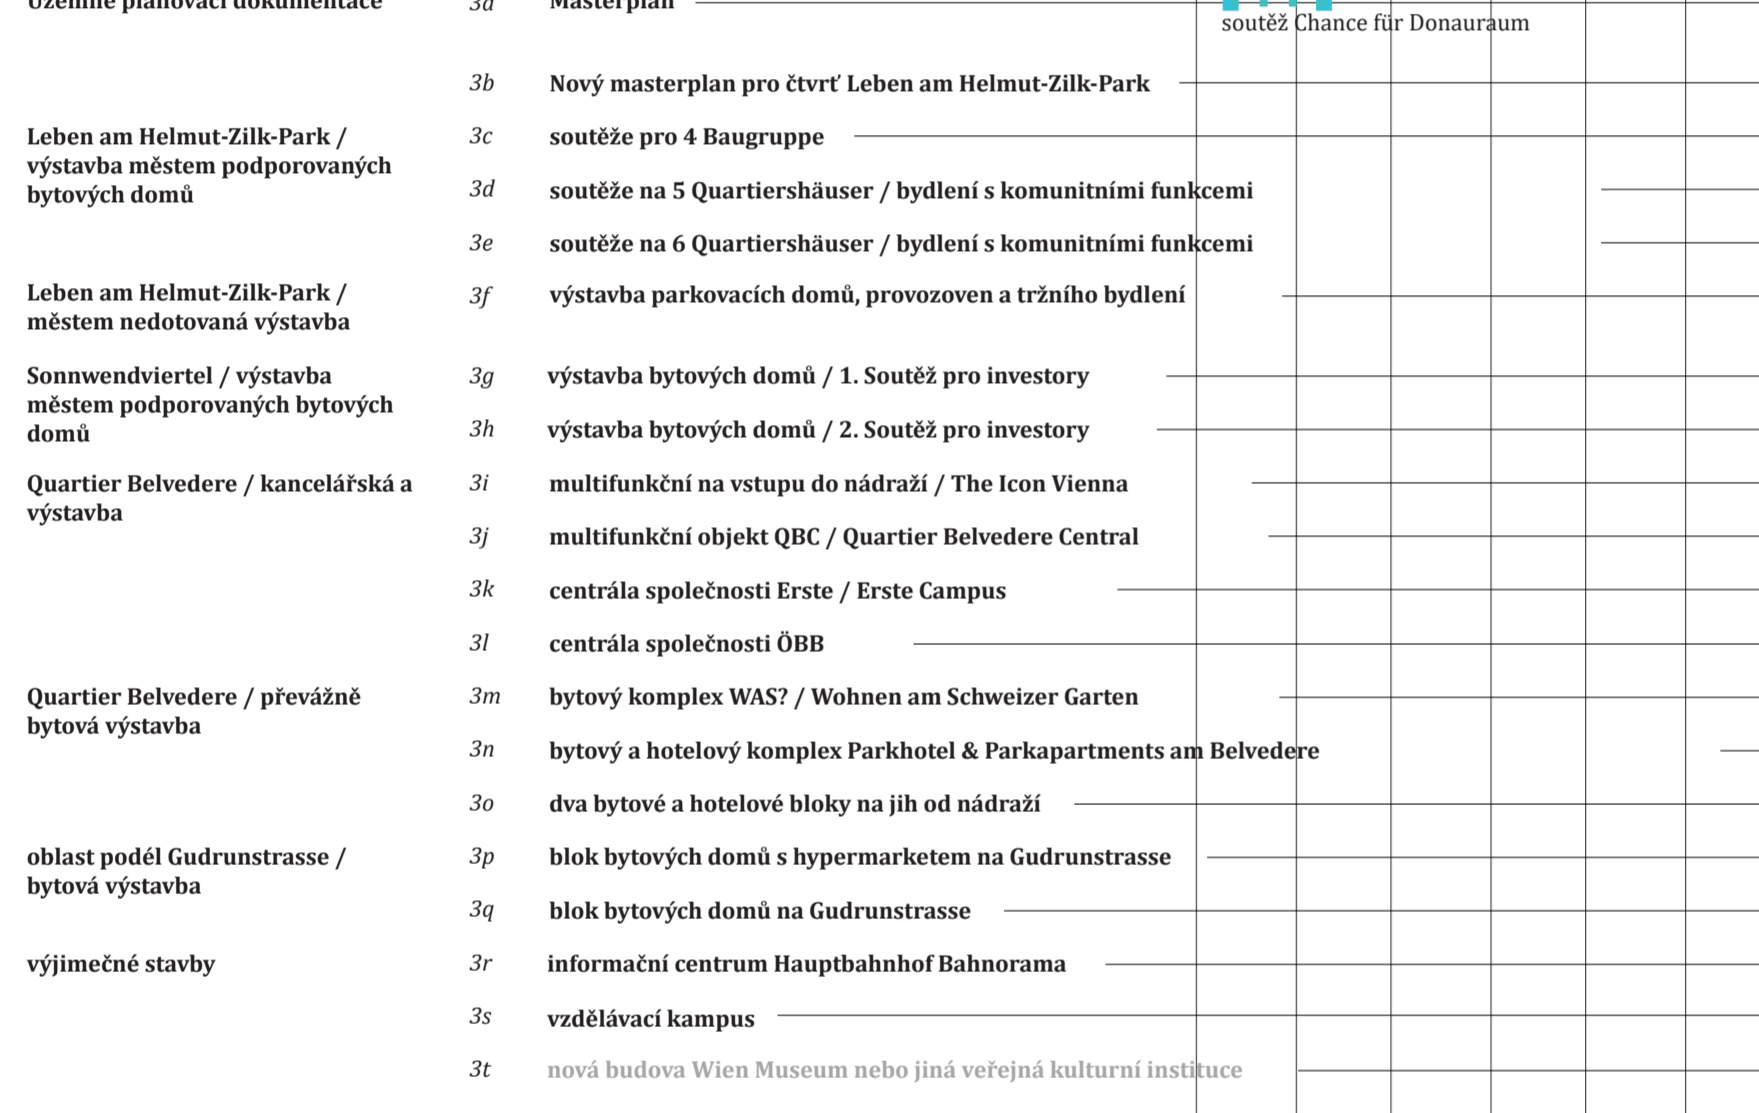 Územně plánovací dokumentace 3a Masterplan
soutěž Chance für Donauraum
3b Nový masterplan pro čtvrť Leben am Helmut-Zilk-Park
Leben am Helmut-Zilk-Park / 3c soutěže pro 4 Baugruppe
výstavba městem podporovaných
bytových domů 3d soutěže na 5 Quartiershäuser / bydlení s komunitními funkcemi
3e soutěže na 6 Quartiershäuser / bydlení s komunitními funkcemi
Leben am Helmut-Zilk-Park / 3f výstavba parkovacích domů, provozoven a tržního bydlení
městem nedotovaná výstavba
Sonnwendviertel / výstavba 3g výstavba bytových domů / 1. Soutěž pro investory
městem podporovaných bytových
domů 3h výstavba bytových domů / 2. Soutěž pro investory
Quartier Belvedere / kancelářská a 3i multifunkční na vstupu do nádraží / The Icon Vienna
výstavba
3j multifunkční objekt QBC / Quartier Belvedere Central
3k centrála společnosti Erste / Erste Campus
3l centrála společnosti ÖBB
Quartier Belvedere / převážně 3m bytový komplex WAS? / Wohnen am Schweizer Garten
bytová výstavba
3n bytový a hotelový komplex Parkhotel & Parkapartments am Belvedere
3o dva bytové a hotelové bloky na jih od nádraží
oblast podél Gudrunstrasse / 3p blok bytových domů s hypermarketem na Gudrunstrasse
bytová výstavba
3q blok bytových domů na Gudrunstrasse
výjimečné stavby 3r informační centrum Hauptbahnhof Bahnorama
3s vzdělávací kampus
3t nová budova Wien Museum nebo jiná veřejná kulturní instituce